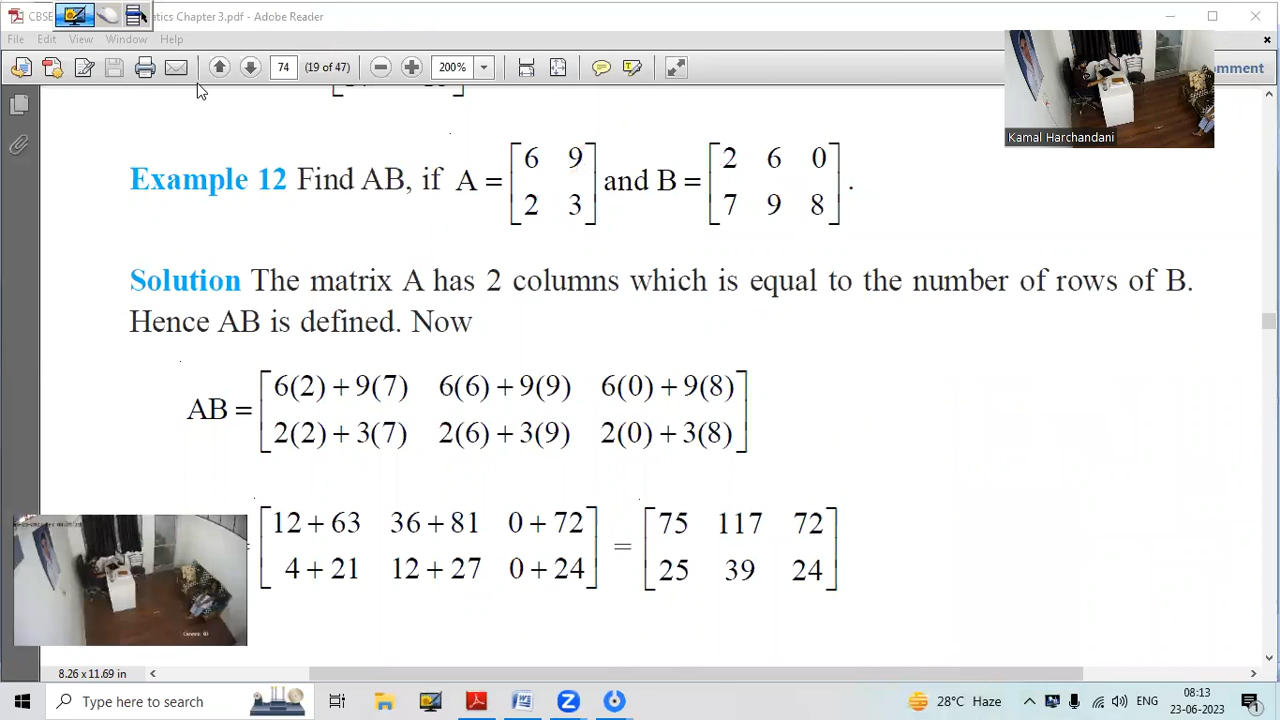 CBSE atics Chapter 3.pdf - Adobe Reader
File Edit View Window Help
74 (19 of 47) 200% mment
Kamal Harchandani
Example 12 Find AB, if A = [6 9 and B = [2 6 0
2 3] 7 9 8].
Solution The matrix A has 2 columns which is equal to the number of rows of B.
Hence AB is defined. Now
AB = [6(2) + 9(7) 6(6) + 9(9) 6(0) + 9(8)
2(2) + 3(7) 2(6) + 3(9) 2(0) + 3(8)]
= [12 + 63 36 + 81 0 + 72 = [75 117 72
4 + 21 12 + 27 0 + 24] 25 39 24]
8.26 x 11.69 in
Type here to search 28°C Haze ENG 08:13
23-06-2023 1